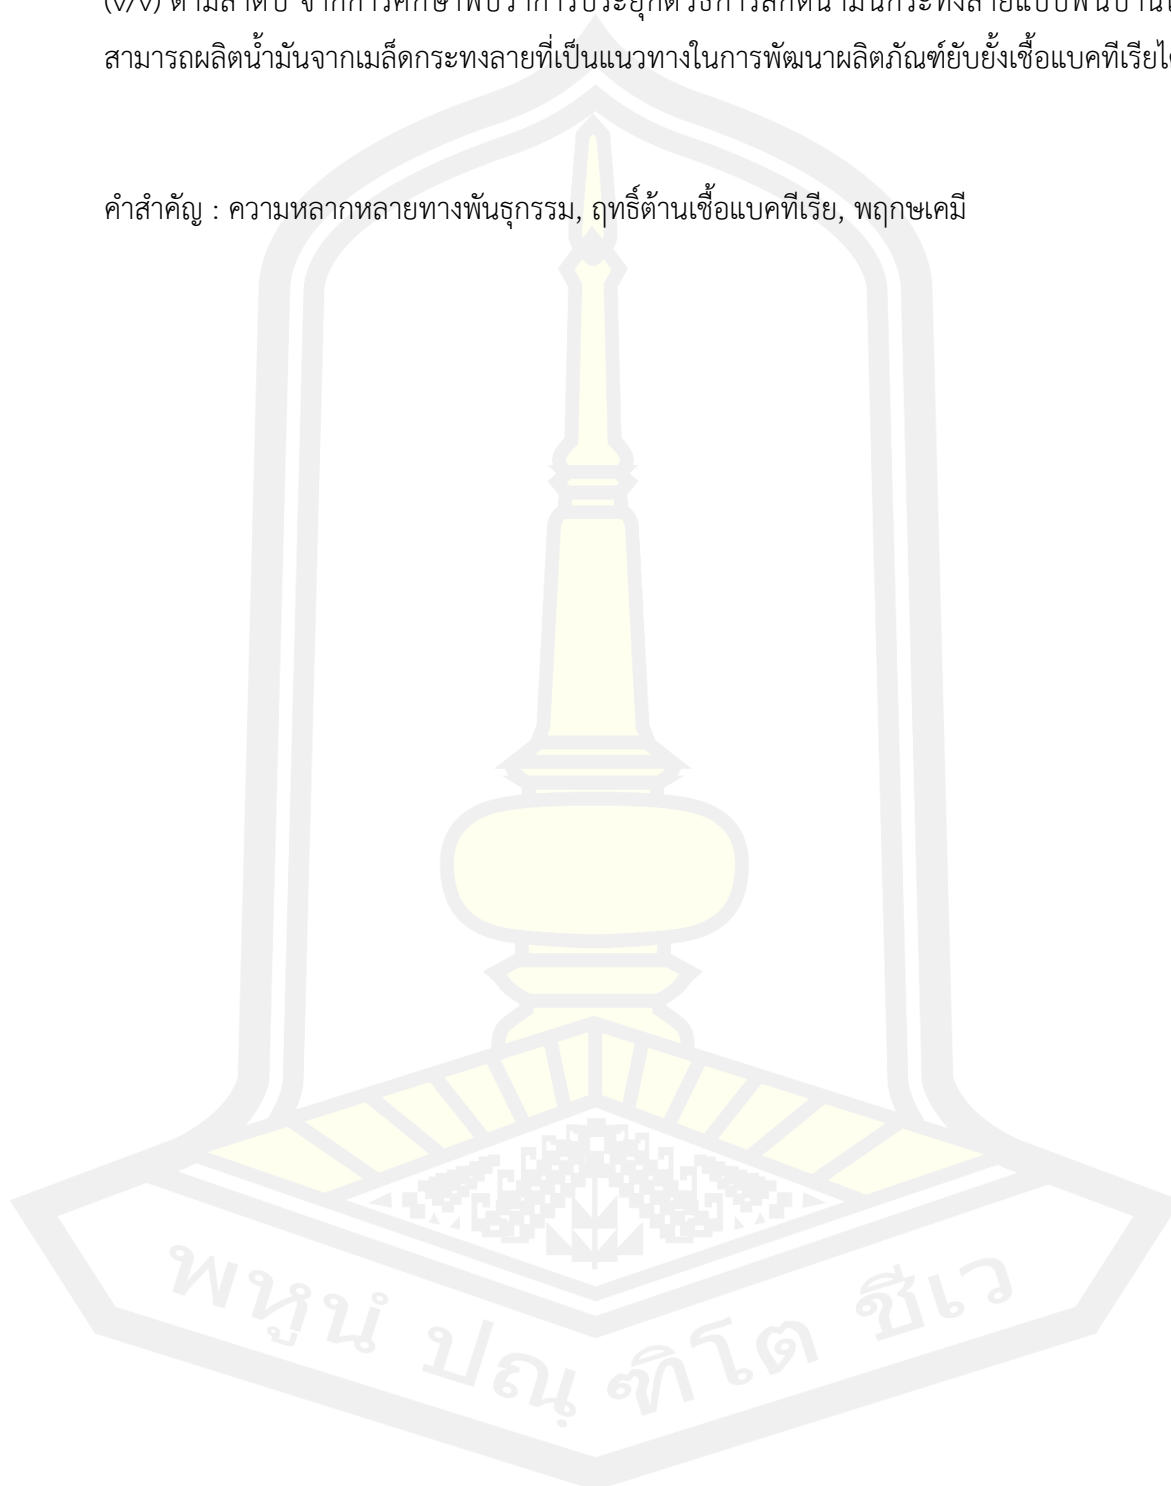 (v/v) ตามลำดับ จากการศึกษาพบว่าการประยุกต์วิธีการสกัดน้ำมันกระทงลายแบบพื้นบ้าน
สามารถผลิตน้ำมันจากเมล็ดกระทงลายที่เป็นแนวทางในการพัฒนาผลิตภัณฑ์ยับยั้งเชื้อแบคทีเรีย
คำสำคัญ : ความหลากหลายทางพันธุกรรม, ฤทธิ์ต้านเชื้อแบคทีเรีย, พฤกษเคมี
พหูนํ ปณฺฑิโต ชีเว